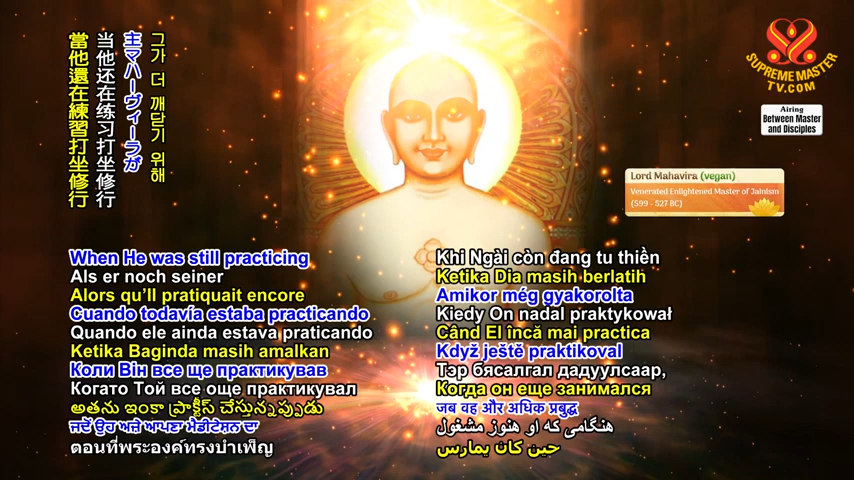 그가 더 깨닫기 위해
主マハーヴィーラが
当他还在练习打坐修行
當他還在練習打坐修行
SUPREME MASTER
TV.COM
Airing
Between Master
and Disciples
Lord Mahavira (vegan)
Venerated Enlightened Master of Jainism
(599 - 527 BC)
When He was still practicing
Als er noch seiner
Alors qu'Il pratiquait encore
Cuando todavía estaba practicando
Quando ele ainda estava praticando
Ketika Baginda masih amalkan
Коли Він все ще практикував
Когато Той все още практикувал
అతను ఇంకా ప్రాక్టీస్ చేస్తున్నప్పుడు
ਜਦੋਂ ਉਹ ਅਜੇ ਆਪਣਾ ਮੈਡੀਟੇਸ਼ਨ ਦਾ
ตอนที่พระองค์ทรงบำเพ็ญ
Khi Ngài còn đang tu thiền
Ketika Dia masih berlatih
Amikor még gyakorolta
Kiedy On nadal praktykował
Când El încă mai practica
Když ještě praktikoval
Тэр бясалгал дадуулсаар,
Когда он еще занимался
जब वह और अधिक प्रबुद्ध
هنگامی که او هنوز مشغول
حين كان يمارس